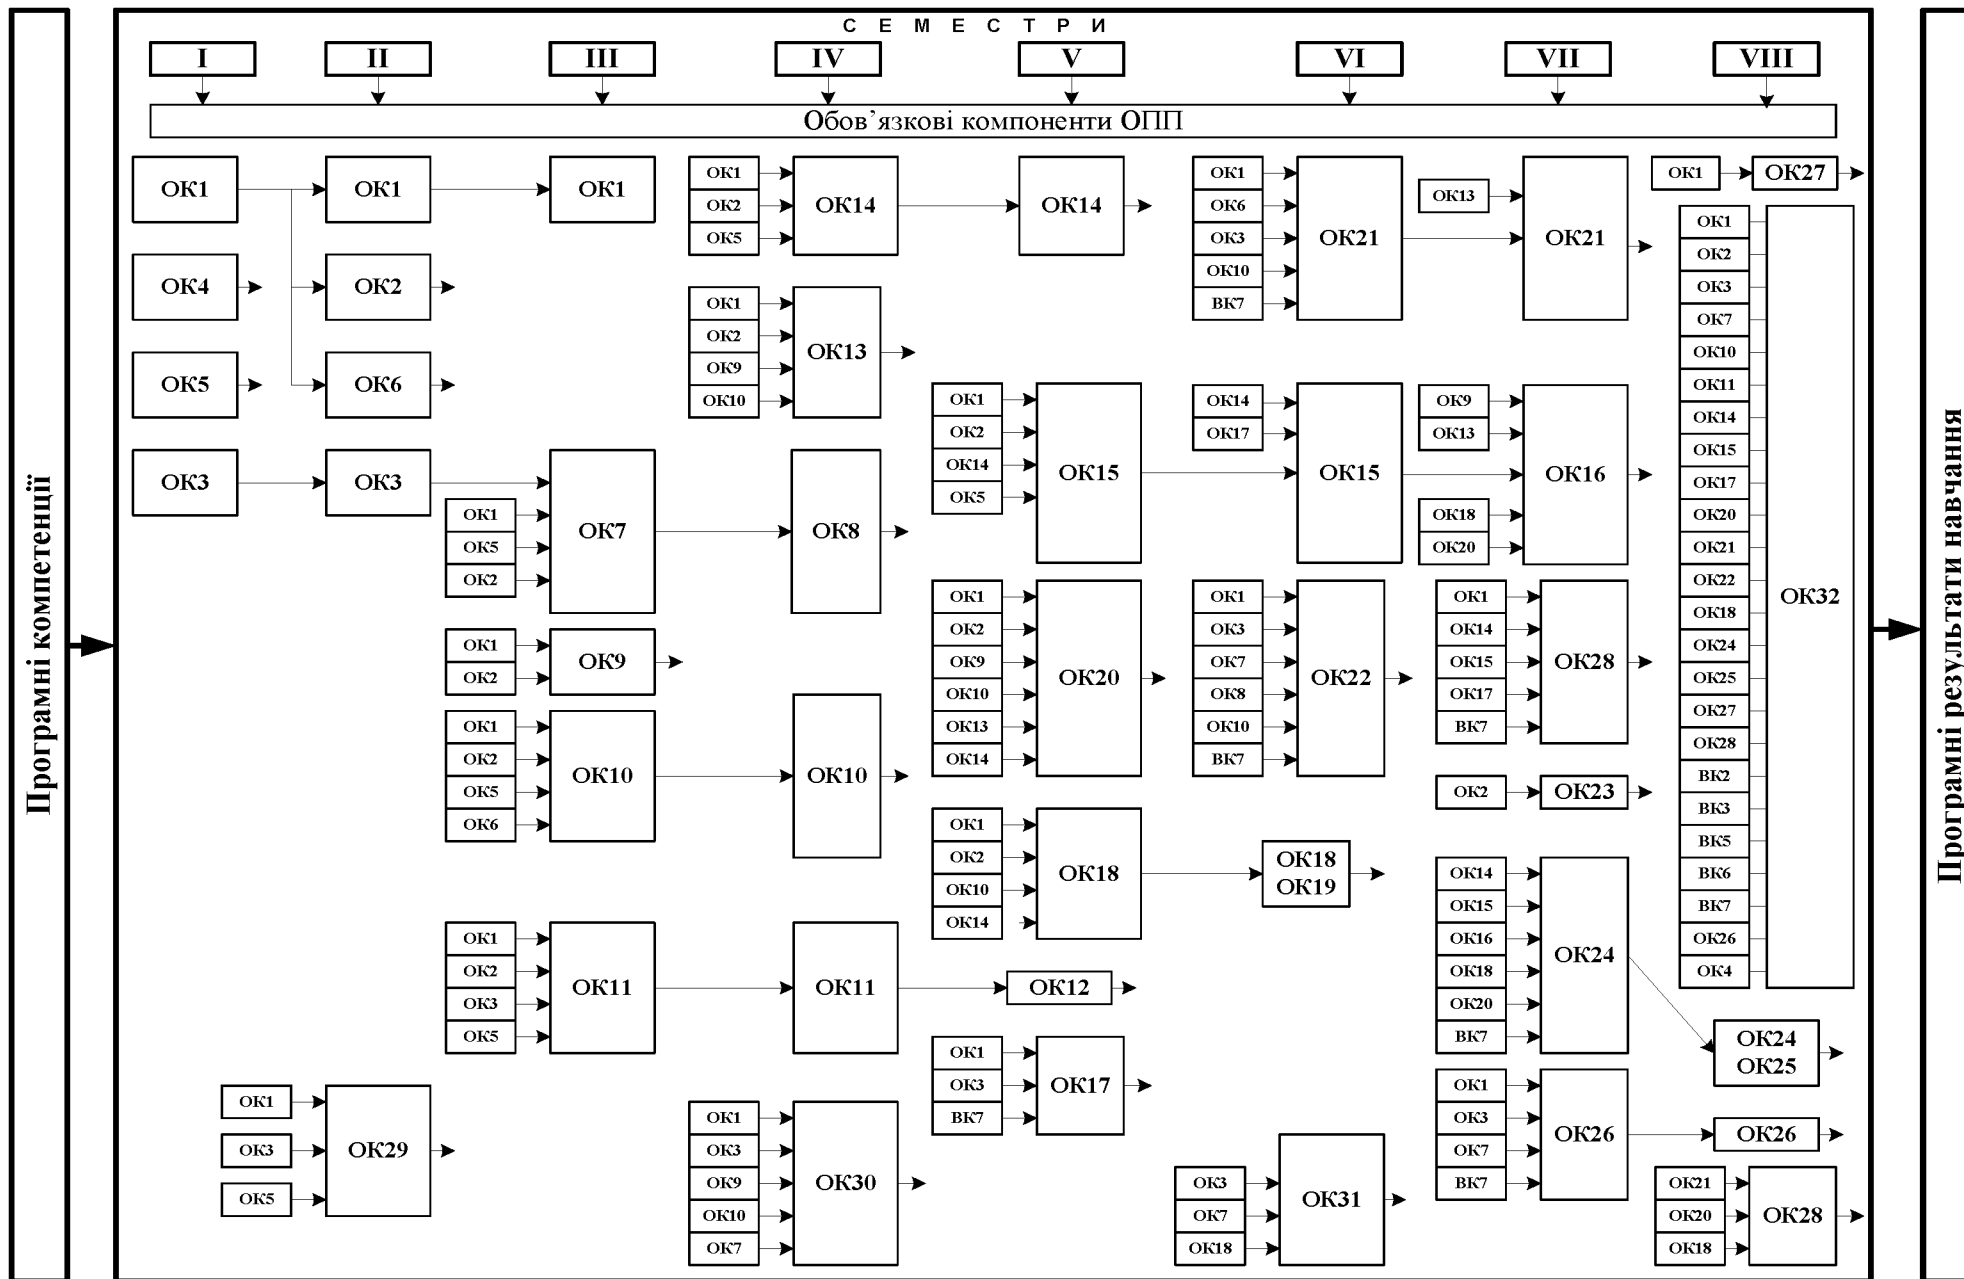 С Е М Е С Т Р И
I
II
III
IV
V
VI
VII
VIII
Обов’язкові компоненти ОПП
Програмні компетенції
ОК1
ОК4
ОК5
ОК3
ОК1
ОК3
ОК5
ОК1
ОК2
ОК6
ОК3
ОК29
ОК1
ОК5
ОК2
ОК1
ОК2
ОК1
ОК2
ОК5
ОК6
ОК1
ОК2
ОК3
ОК5
ОК1
ОК7
ОК9
ОК10
ОК11
ОК1
ОК2
ОК5
ОК1
ОК2
ОК9
ОК10
ОК1
ОК3
ОК9
ОК10
ОК7
ОК14
ОК13
ОК8
ОК10
ОК11
ОК30
ОК1
ОК2
ОК14
ОК5
ОК1
ОК2
ОК9
ОК10
ОК13
ОК14
ОК1
ОК2
ОК10
ОК14
ОК1
ОК3
ВК7
ОК14
ОК15
ОК20
ОК18
ОК12
ОК17
ОК1
ОК6
ОК3
ОК10
ВК7
ОК14
ОК17
ОК1
ОК3
ОК7
ОК8
ОК10
ВК7
ОК3
ОК7
ОК18
ОК21
ОК15
ОК22
ОК18
ОК19
ОК31
ОК13
ОК9
ОК13
ОК18
ОК20
ОК1
ОК14
ОК15
ОК17
ВК7
ОК2
ОК14
ОК15
ОК16
ОК18
ОК20
ВК7
ОК1
ОК3
ОК7
ВК7
ОК21
ОК16
ОК28
ОК23
ОК24
ОК26
ОК1
ОК27
ОК1
ОК2
ОК3
ОК7
ОК10
ОК11
ОК14
ОК15
ОК17
ОК20
ОК21
ОК22
ОК18
ОК24
ОК25
ОК27
ОК28
ВК2
ВК3
ВК5
ВК6
ВК7
ОК26
ОК4
ОК32
ОК24
ОК25
ОК26
ОК21
ОК20
ОК18
ОК28
Програмні результати навчання